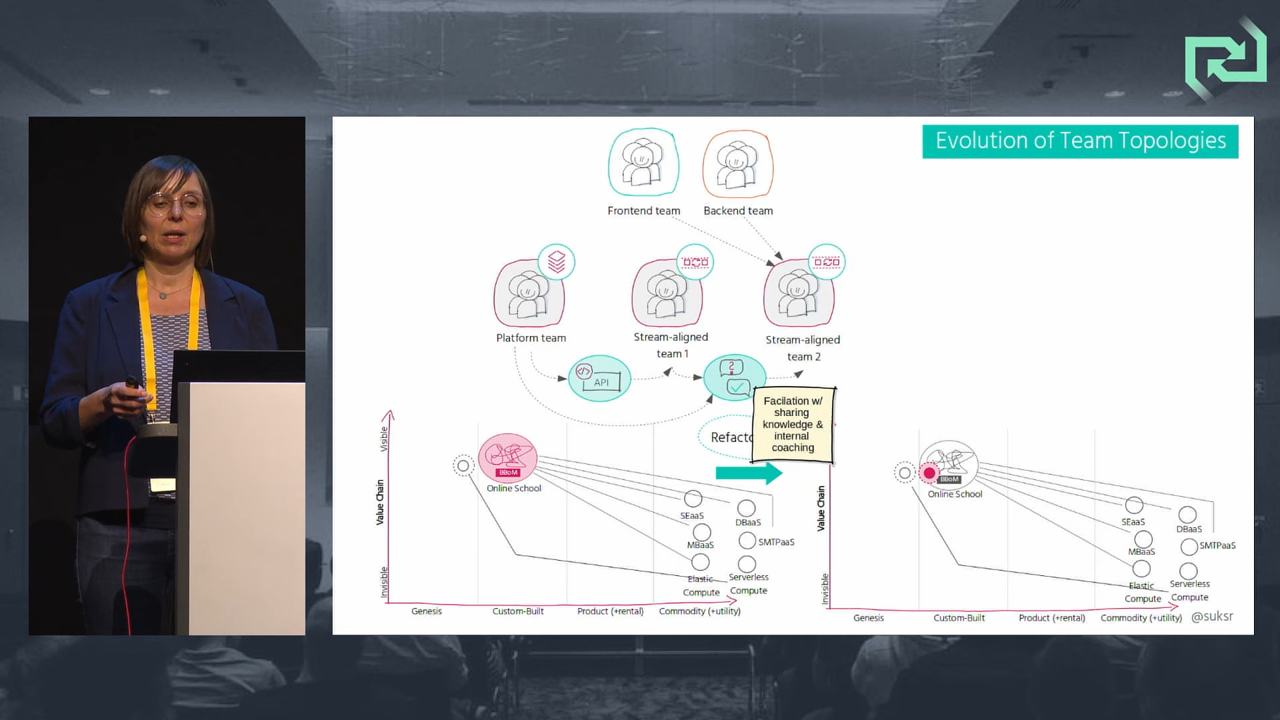 Evolution of Team Topologies
Frontend team
Backend team
Platform team
Stream-aligned
team 1
Stream-aligned
team 2
API
?
Facilation w/
sharing
knowledge &
internal
coaching
Visible
Value Chain
Invisible
BBoM
Online School
SEaaS
DBaaS
MBaaS
SMTPaaS
Elastic
Compute
Serverless
Compute
Genesis
Custom-Built
Product (+rental)
Commodity (+utility)
Value Chain
Invisible
BBoM
Online School
SEaaS
DBaaS
MBaaS
SMTPaaS
Elastic
Compute
Serverless
Compute
Genesis
Custom-Built
Product (+rental)
Commodity (+utility)
@suksr